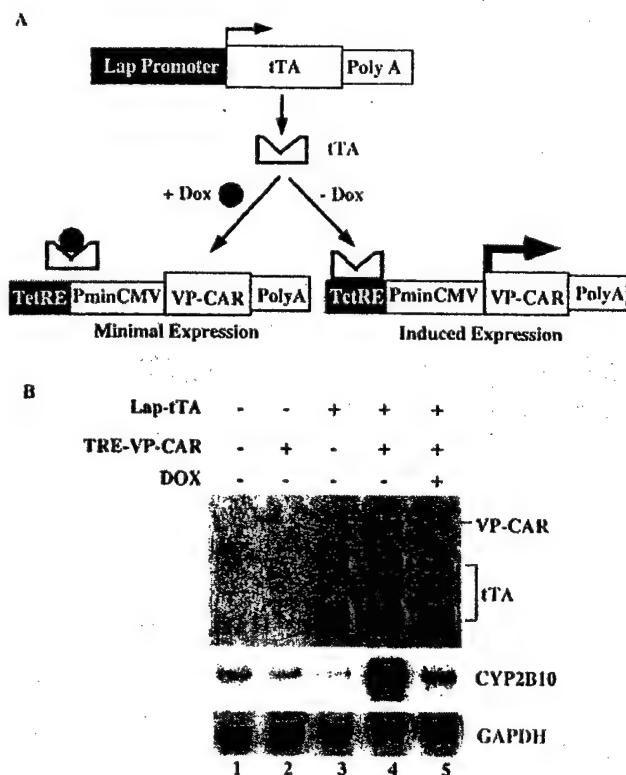 A
Lap Promoter tTA Poly A
tTA
+ Dox - Dox
TetRE PminCMV VP-CAR PolyA TetRE PminCMV VP-CAR PolyA
Minimal Expression Induced Expression
B
Lap-tTA - - + + +
TRE-VP-CAR - + - + +
DOX - - - - +
VP-CAR
tTA
CYP2B10
GAPDH
1 2 3 4 5